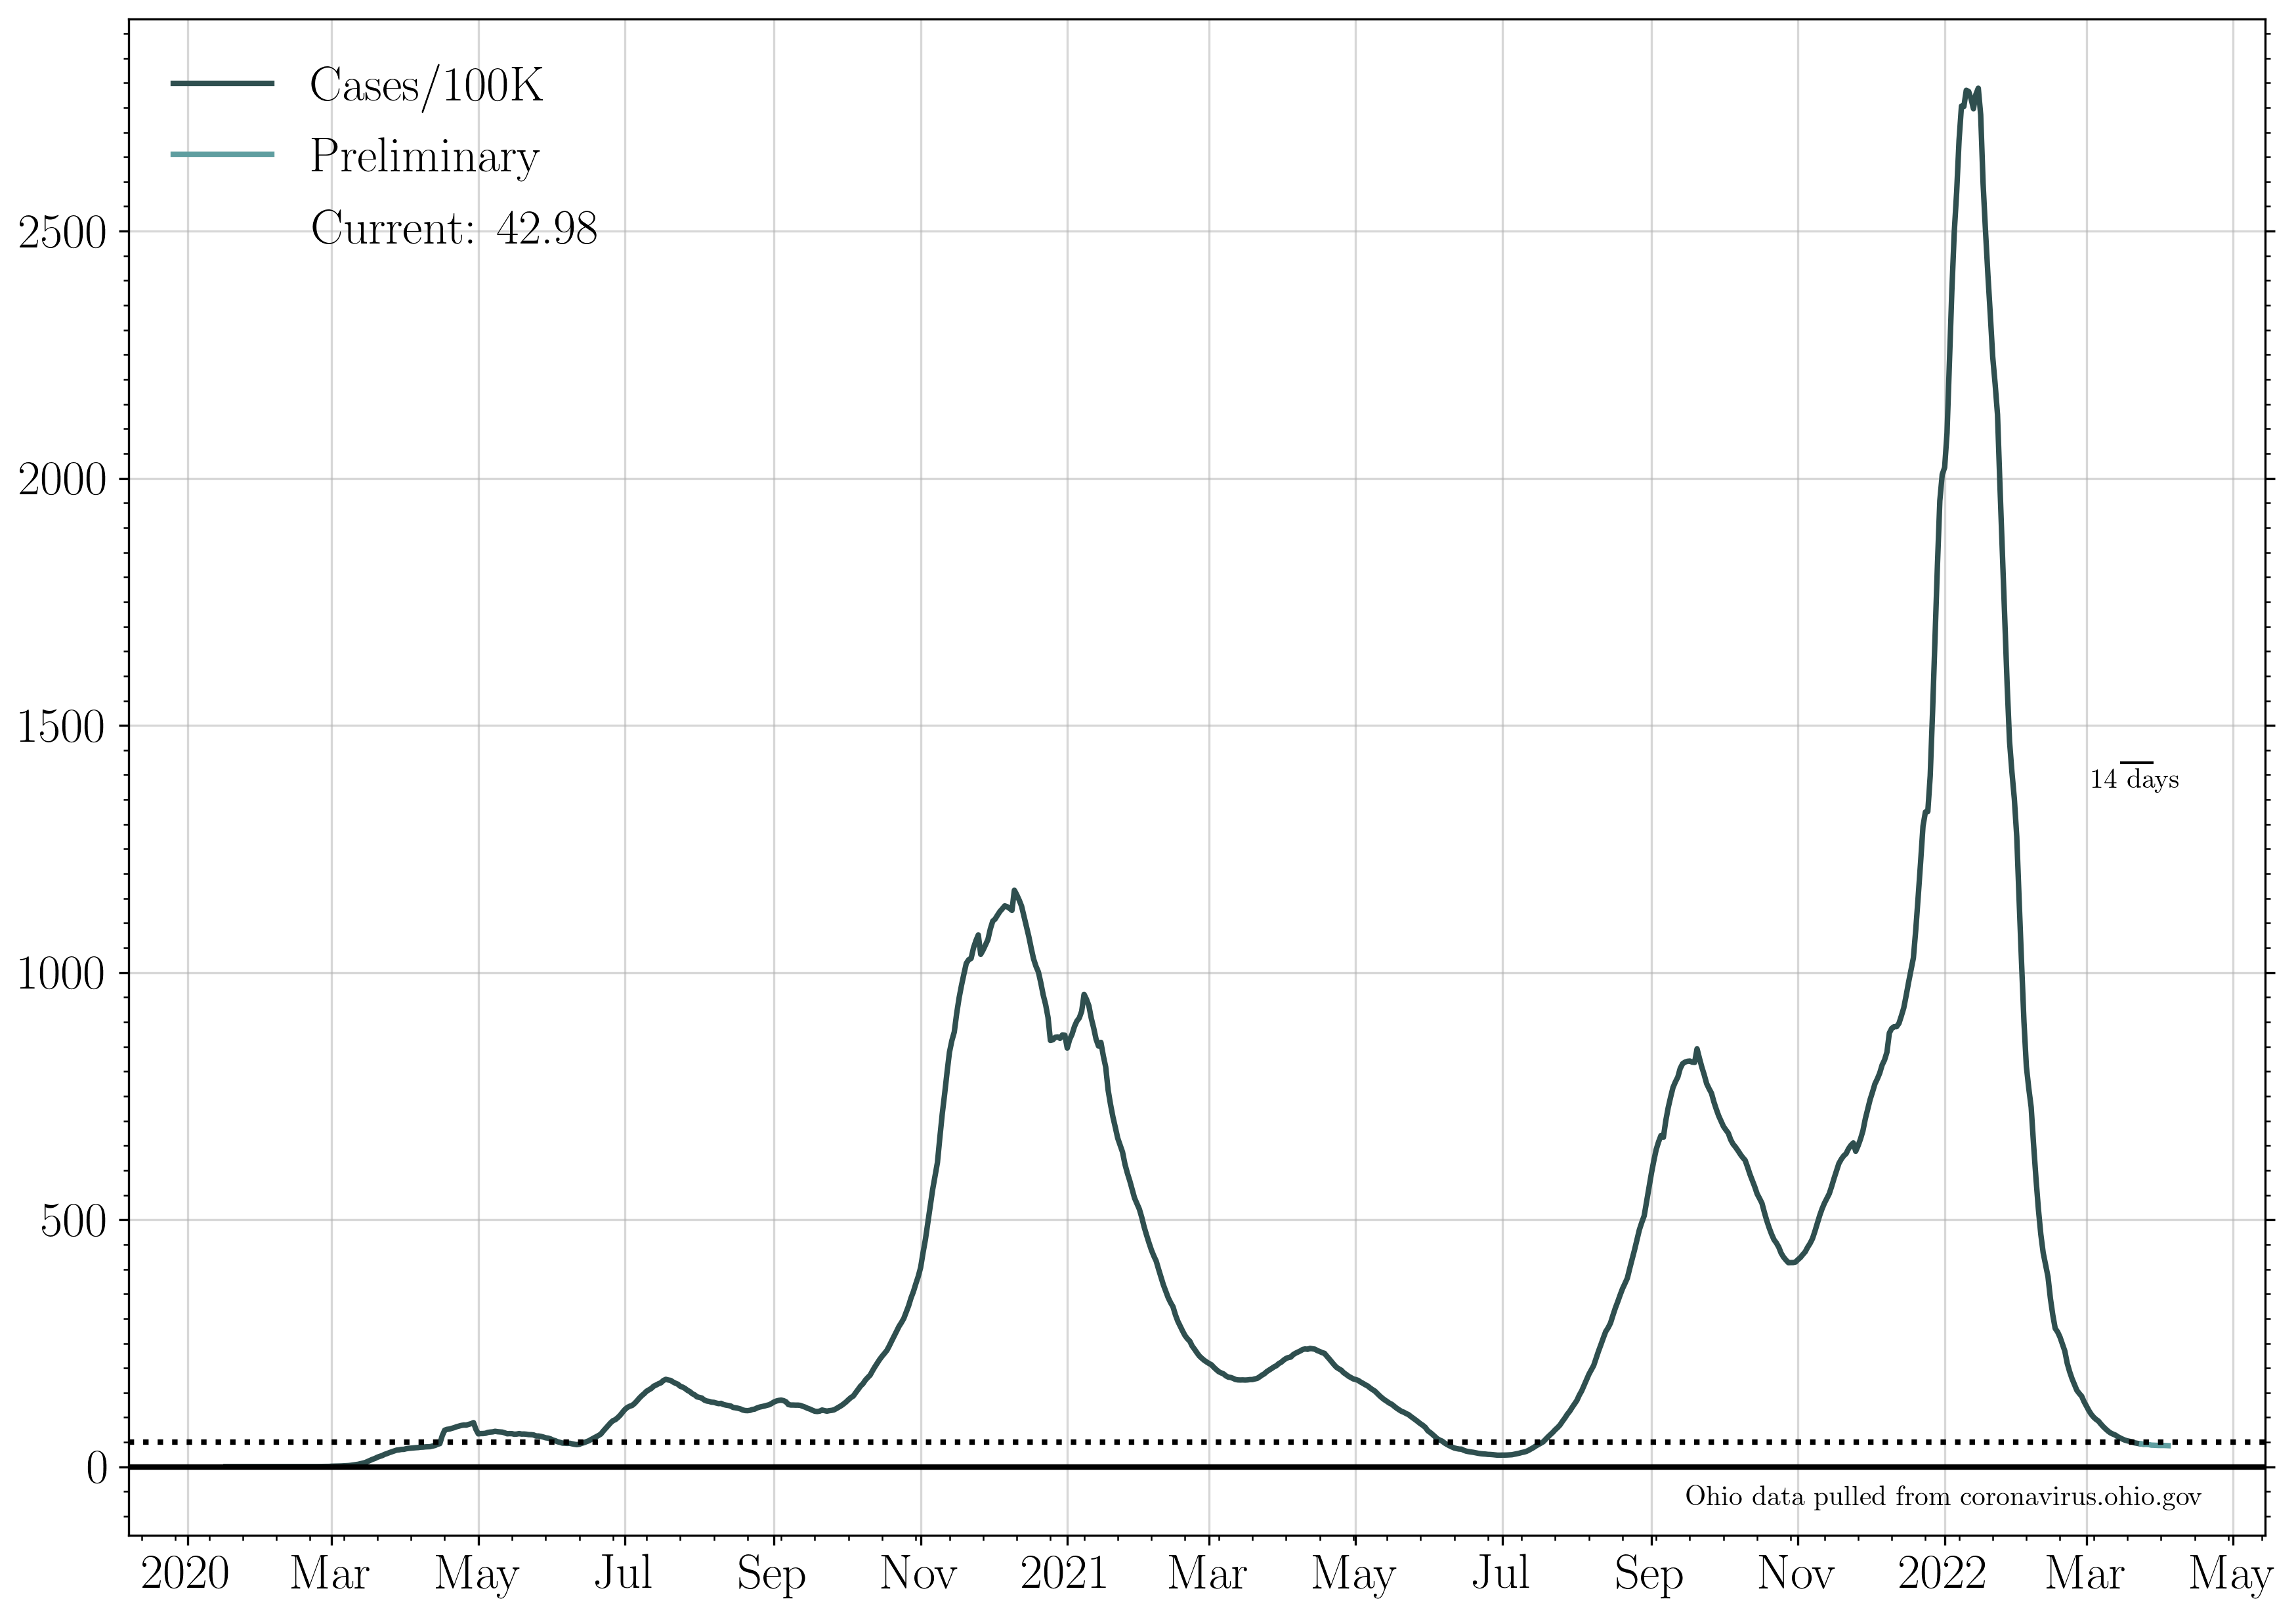 Cases/100K
Preliminary
Current: 42.98
2500
2000
1500
14 days
1000
500
0
Ohio data pulled from coronavirus.ohio.gov
2020 Mar May Jul Sep Nov 2021 Mar May Jul Sep Nov 2022 Mar May